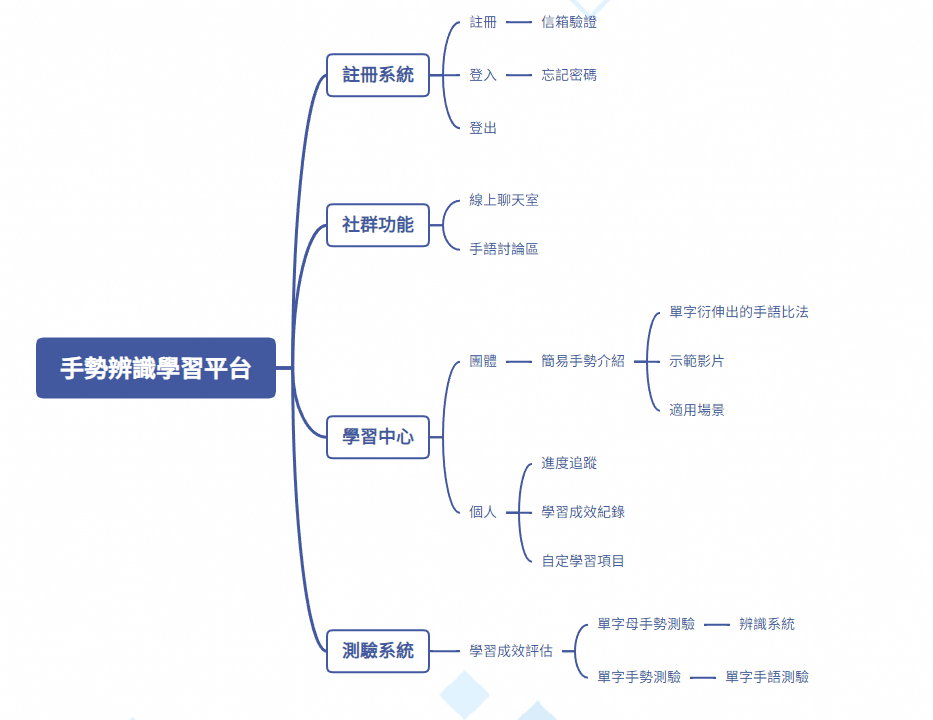 手勢辨識學習平台
註冊系統
註冊
信箱驗證
登入
忘記密碼
登出
社群功能
線上聊天室
手語討論區
學習中心
團體
簡易手勢介紹
單字衍伸出的手語比法
示範影片
適用場景
個人
進度追蹤
學習成效紀錄
自定學習項目
測驗系統
學習成效評估
單字母手勢測驗
辨識系統
單字手勢測驗
單字手語測驗